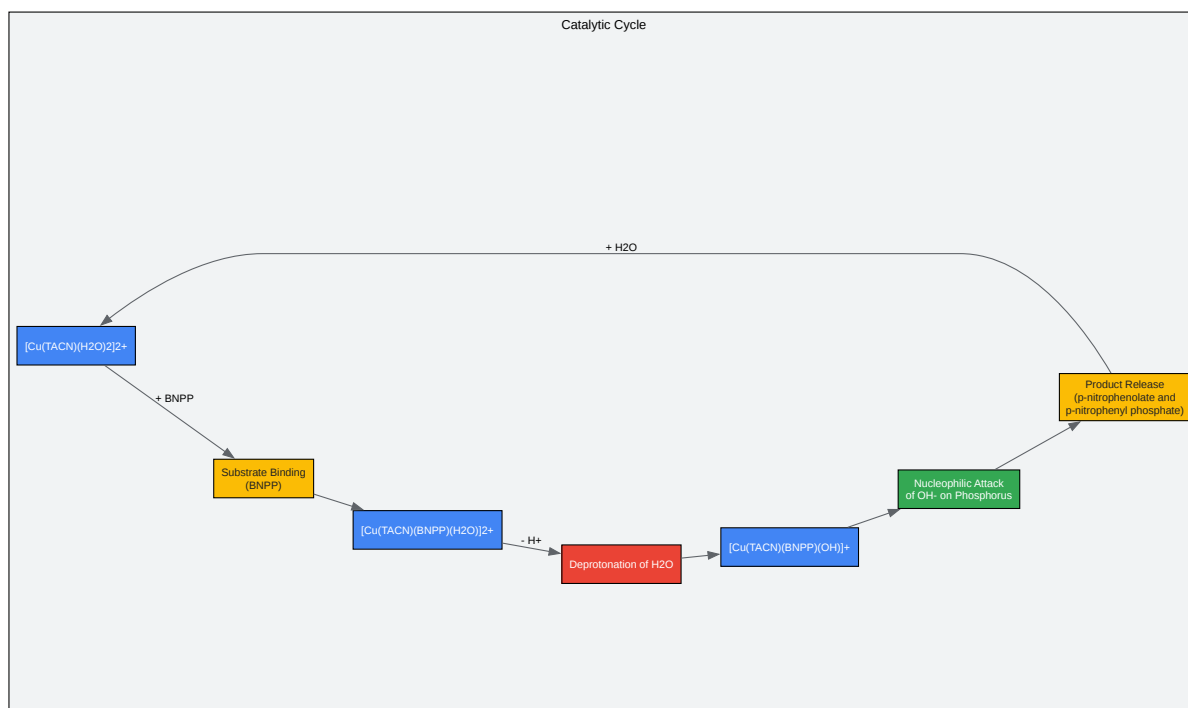 Catalytic Cycle
+ H2O
[Cu(TACN)(H2O)2]2+
+ BNPP
Substrate Binding
(BNPP)
[Cu(TACN)(BNPP)(H2O)]2+
- H+
Deprotonation of H2O
[Cu(TACN)(BNPP)(OH)]+
Nucleophilic Attack
of OH- on Phosphorus
Product Release
(p-nitrophenolate and
p-nitrophenyl phosphate)